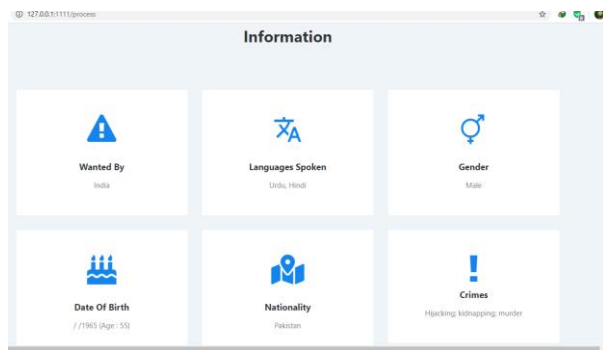 127.0.0.1:1111/process
Information
Wanted By
India
Languages Spoken
Urdu, Hindi
Gender
Male
Date Of Birth
/ /1965 (Age : 55)
Nationality
Pakistan
Crimes
Hijacking; kidnapping; murder